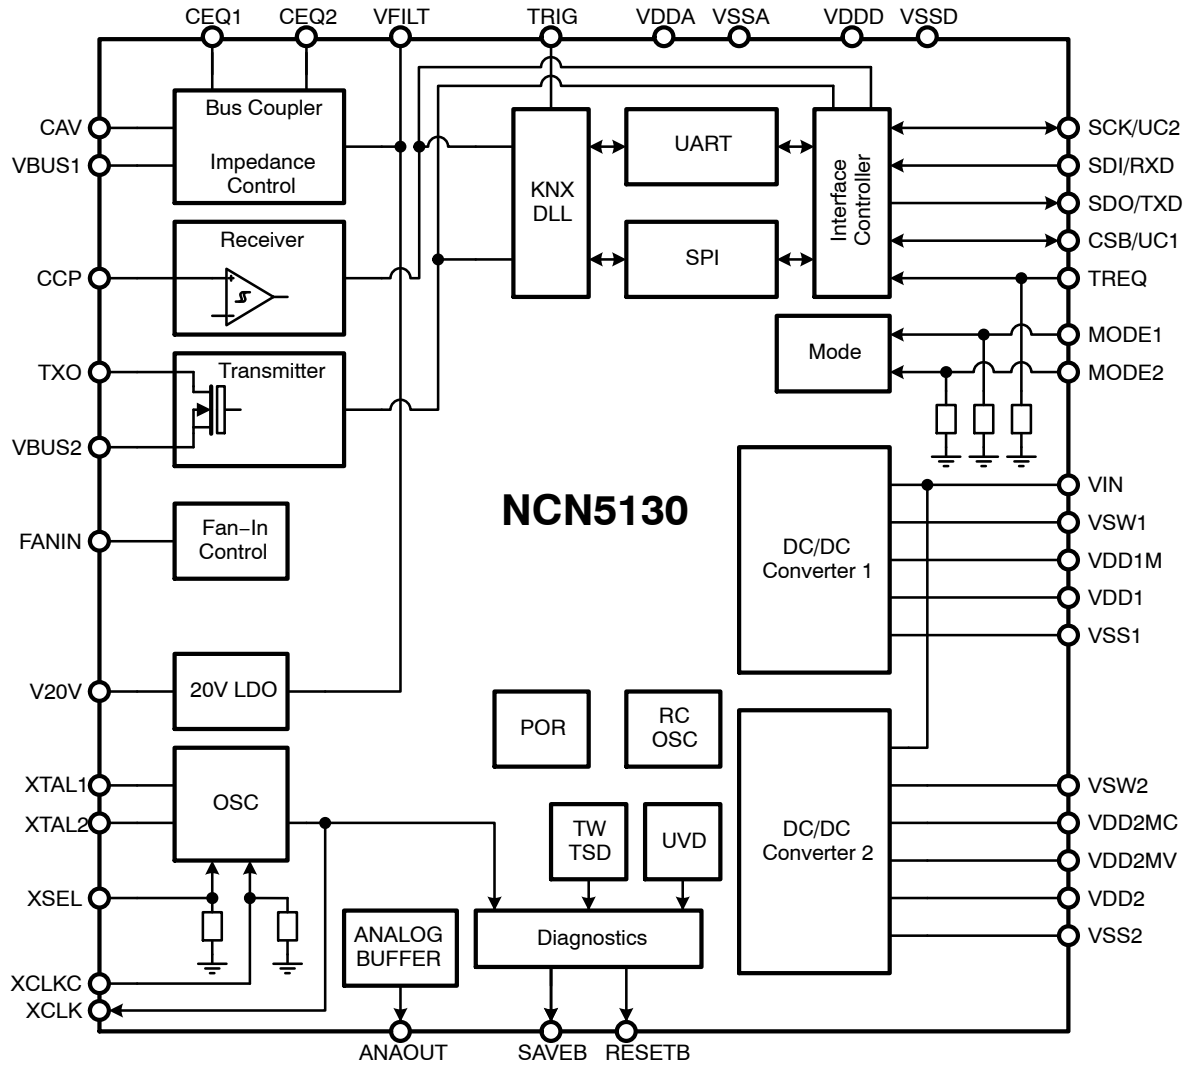 CEQ1 CEQ2 VFILT TRIG VDDA VSSA VDDD VSSD
CAV
VBUS1
CCP
TXO
VBUS2
FANIN
V20V
XTAL1
XTAL2
XSEL
XCLKC
XCLK
Bus Coupler
Impedance
Control
Receiver
Transmitter
Fan–In
Control
20V LDO
OSC
KNX
DLL
UART
SPI
Interface
Controller
Mode
NCN5130
DC/DC
Converter 1
DC/DC
Converter 2
POR
RC
OSC
TW
TSD
UVD
ANALOG
BUFFER
Diagnostics
SCK/UC2
SDI/RXD
SDO/TXD
CSB/UC1
TREQ
MODE1
MODE2
VIN
VSW1
VDD1M
VDD1
VSS1
VSW2
VDD2MC
VDD2MV
VDD2
VSS2
ANAOUT SAVEB RESETB